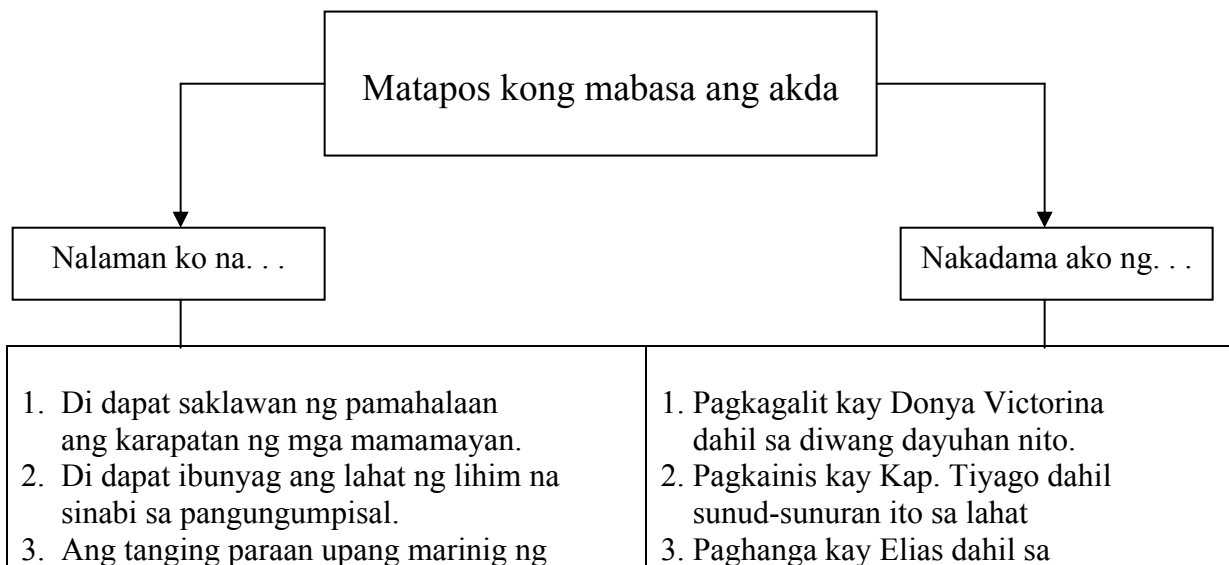 Matapos kong mabasa ang akda
Nalaman ko na. . .
Nakadama ako ng. . .
1. Di dapat saklawan ng pamahalaan
ang karapatan ng mga mamamayan.
2. Di dapat ibunyag ang lahat ng lihim na
sinabi sa pangungumpisal.
3. Ang tanging paraan upang marinig ng
1. Pagkagalit kay Donya Victorina
dahil sa diwang dayuhan nito.
2. Pagkainis kay Kap. Tiyago dahil
sunud-sunuran ito sa lahat
3. Paghanga kay Elias dahil sa